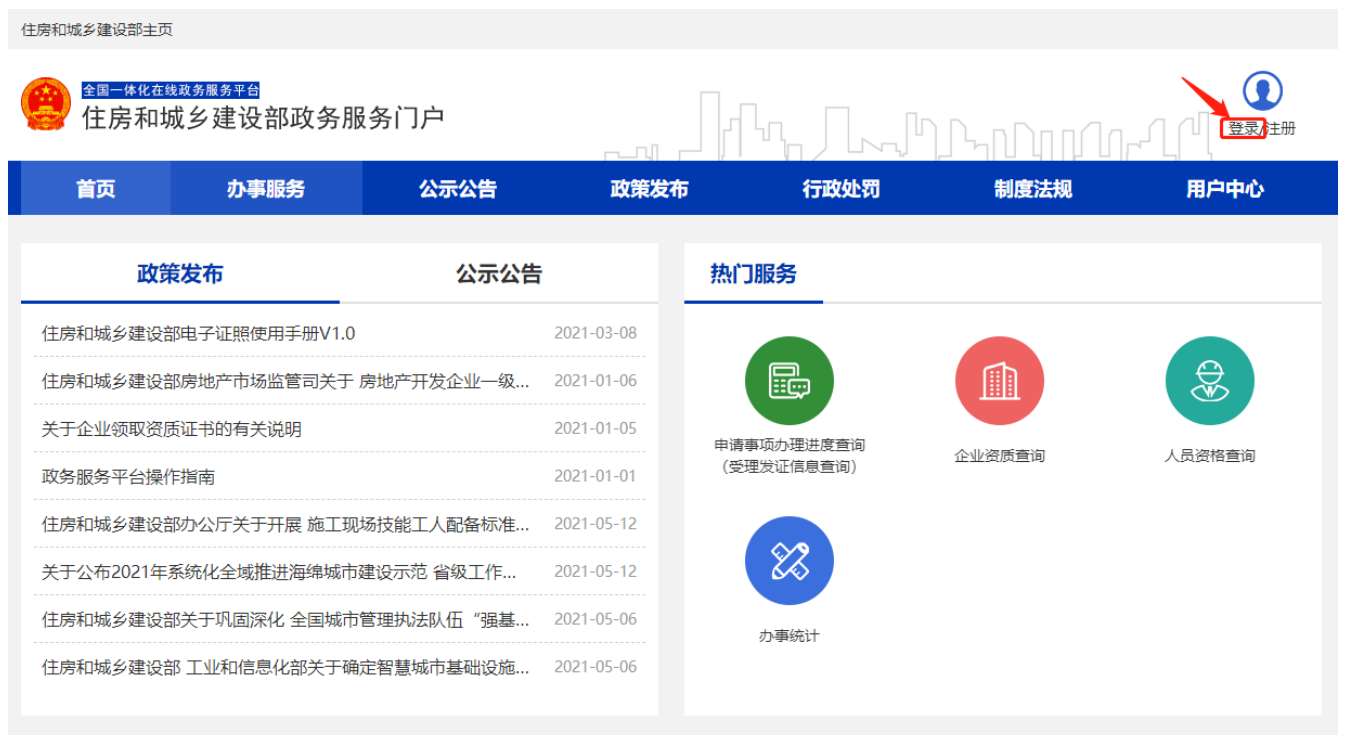 住房和城乡建设部主页
全国一体化在线政务服务平台
住房和城乡建设部政务服务门户
登录/注册
首页 办事服务 公示公告 政策发布 行政处罚 制度法规 用户中心
政策发布 公示公告
住房和城乡建设部电子证照使用手册V1.0 2021-03-08
住房和城乡建设部房地产市场监管司关于 房地产开发企业一级... 2021-01-06
关于企业领取资质证书的有关说明 2021-01-05
政务服务平台操作指南 2021-01-01
住房和城乡建设部办公厅关于开展 施工现场技能工人配备标准... 2021-05-12
关于公布2021年系统化全域推进海绵城市建设示范 省级工作... 2021-05-12
住房和城乡建设部关于巩固深化 全国城市管理执法队伍“强基... 2021-05-06
住房和城乡建设部 工业和信息化部关于确定智慧城市基础设施... 2021-05-06
热门服务
申请事项办理进度查询
（受理发证信息查询）
企业资质查询
人员资格查询
办事统计